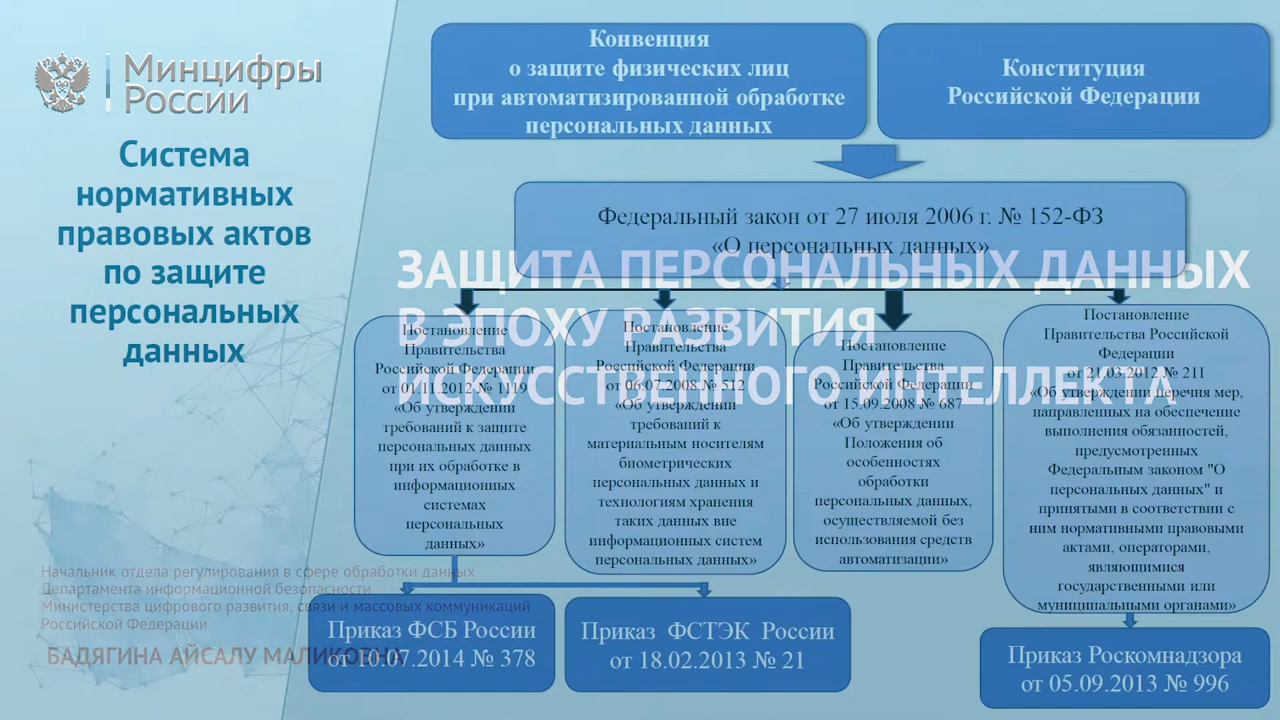 Минцифры
России
Система
нормативных
правовых актов
по защите
персональных
данных
Конвенция
о защите физических лиц
при автоматизированной обработке
персональных данных
Конституция
Российской Федерации
Федеральный закон от 27 июля 2006 г. № 152-ФЗ
«О персональных данных»
ЗАЩИТА ПЕРСОНАЛЬНЫХ ДАННЫХ
В ЭПОХУ РАЗВИТИЯ
ИСКУССТВЕННОГО ИНТЕЛЛЕКТА
Постановление
Правительства
Российской Федерации
от 01.11.2012 № 1119
«Об утверждении
требований к защите
персональных данных
при их обработке в
информационных
системах
персональных
данных»
Постановление
Правительства
Российской Федерации
от 06.07.2008 № 512
«Об утверждении
требований к
материальным носителям
биометрических
персональных данных и
технологиям хранения
таких данных вне
информационных систем
персональных данных»
Постановление
Правительства
Российской Федерации
от 15.09.2008 № 687
«Об утверждении
Положения об
особенностях
обработки
персональных данных,
осуществляемой без
использования средств
автоматизации»
Постановление
Правительства Российской
Федерации
от 21.03.2012 № 211
«Об утверждении перечня мер,
направленных на обеспечение
выполнения обязанностей,
предусмотренных
Федеральным законом "О
персональных данных" и
принятыми в соответствии с
ним нормативными правовыми
актами, операторами,
являющимися
государственными или
муниципальными органами»
Начальник отдела регулирования в сфере обработки данных
Департамента информационной безопасности
Министерства цифрового развития, связи и массовых коммуникаций
Российской Федерации
БАДЯГИНА АЙСАЛУ МАЛИКОВНА
Приказ ФСБ России
от 10.07.2014 № 378
Приказ ФСТЭК России
от 18.02.2013 № 21
Приказ Роскомнадзора
от 05.09.2013 № 996